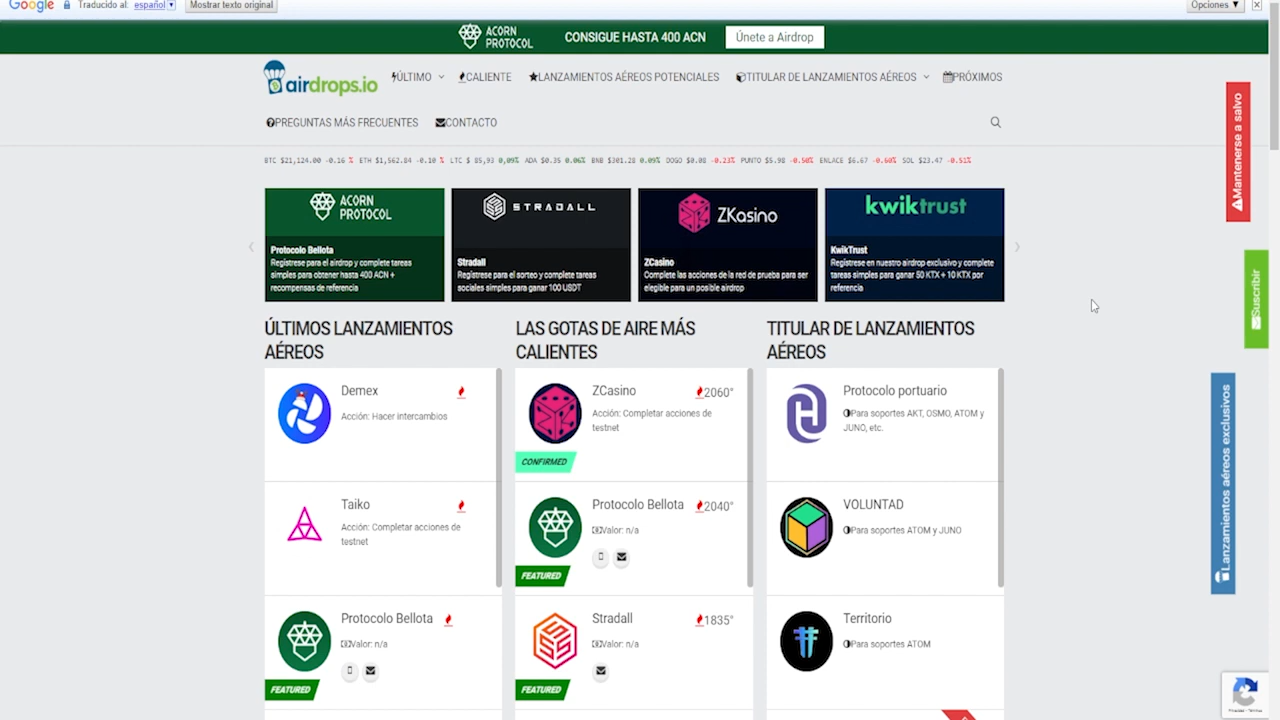 Google Traducido al: español Mostrar texto original Opciones
ACORN PROTOCOL CONSIGUE HASTA 400 ACN Únete a Airdrop
airdrops.io ÚLTIMO CALIENTE LANZAMIENTOS AÉREOS POTENCIALES TITULAR DE LANZAMIENTOS AÉREOS PRÓXIMOS
PREGUNTAS MÁS FRECUENTES CONTACTO
BTC $21,124.00 -0.16 % ETH $1,562.84 -0.10 % LTC $ 85,93 0,09% ADA $0.35 0.06% BNB $301.28 0.09% DOGO $0.08 -0.23% PUNTO $5.98 -0.50% ENLACE $6.67 -0.60% SOL $23.47 -0.51%
ACORN
PROTOCOL
Protocolo Bellota
Regístrese para el airdrop y complete tareas
simples para obtener hasta 400 ACN +
recompensas de referencia
STRADALL
Stradall
Regístrese para el sorteo y complete tareas
sociales simples para ganar 100 USDT
ZKasino
ZCasino
Complete las acciones de la red de prueba para ser
elegible para un posible airdrop
kwiktrust
KwikTrust
Regístrese en nuestro airdrop exclusivo y complete
tareas simples para ganar 50 KTX + 10 KTX por
referencia
ÚLTIMOS LANZAMIENTOS
AÉREOS
Demex
Acción: Hacer intercambios
Taiko
Acción: Completar acciones de
testnet
Protocolo Bellota
Valor: n/a
FEATURED
LAS GOTAS DE AIRE MÁS
CALIENTES
ZCasino 2060°
Acción: Completar acciones de
testnet
CONFIRMED
Protocolo Bellota 2040°
Valor: n/a
FEATURED
Stradall 1835°
Valor: n/a
FEATURED
TITULAR DE LANZAMIENTOS
AÉREOS
Protocolo portuario
Para soportes AKT, OSMO, ATOM y
JUNO, etc.
VOLUNTAD
Para soportes ATOM y JUNO
Territorio
Para soportes ATOM
Mantenerse a salvo
Suscribir
Lanzamientos aéreos exclusivos